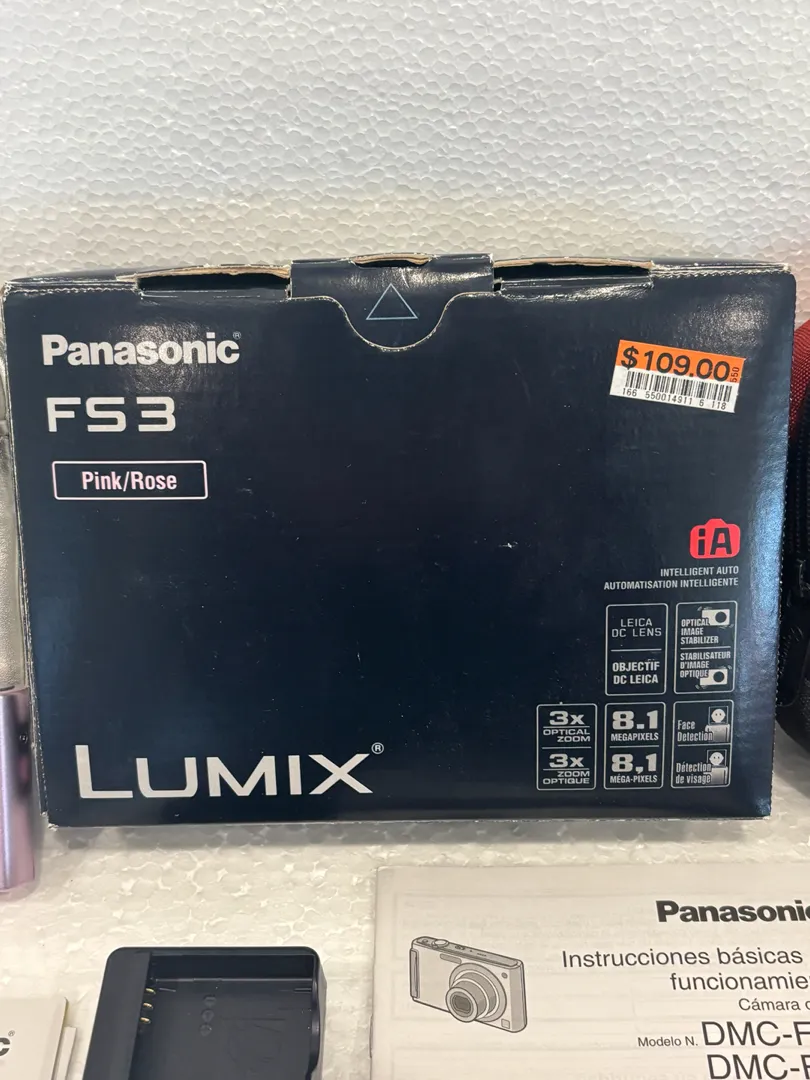 Panasonic®
FS3
Pink/Rose
$109.00
550
166 550014911 6 118
iA
INTELLIGENT AUTO
AUTOMATISATION INTELLIGENTE
LEICA
DC LENS
OBJECTIF
DC LEICA
OPTICAL
IMAGE
STABILIZER
STABILISATEUR
D'IMAGE
OPTIQUE
3x
OPTICAL
ZOOM
3x
ZOOM
OPTIQUE
8.1
MEGAPIXELS
8,1
MÉGA-PIXELS
Face
Detection
Détection
de visage
LUMIX®
Panasonic
Instrucciones básicas
funcionamie
Cámara
Modelo N. DMC-F
DMC-F